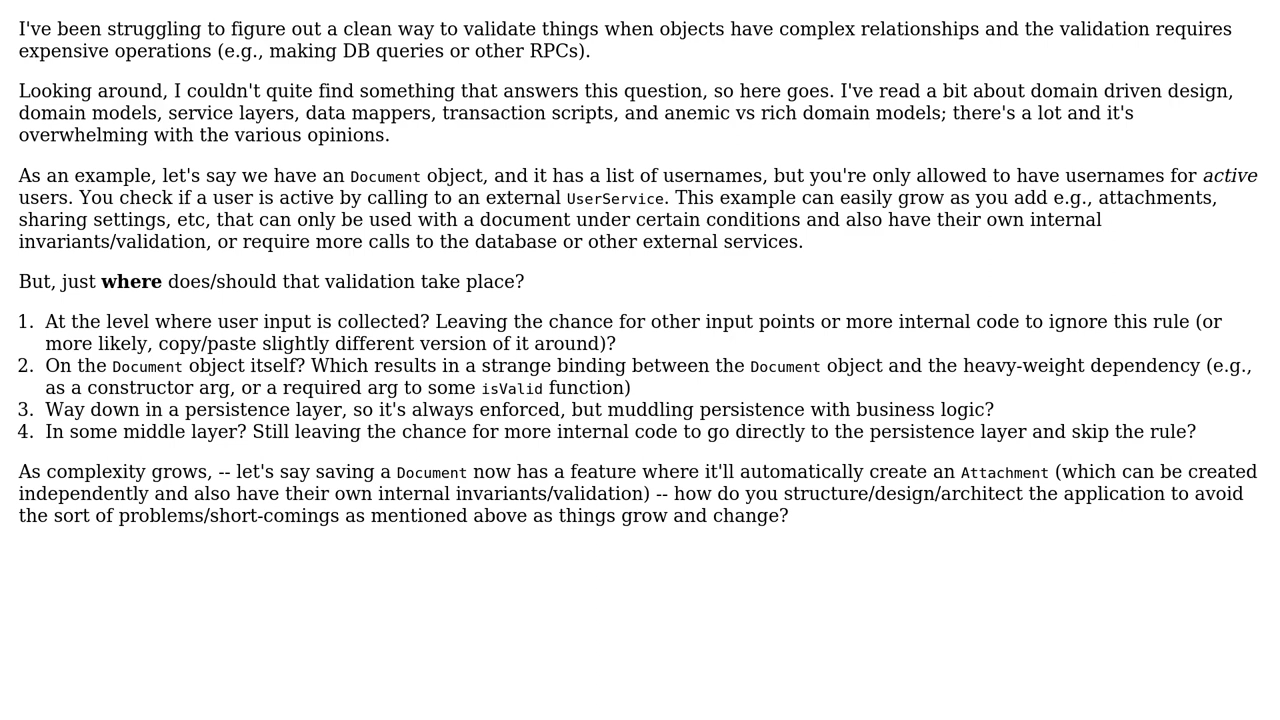 I've been struggling to figure out a clean way to validate things when objects have complex relationships and the validation requires
expensive operations (e.g., making DB queries or other RPCs).
Looking around, I couldn't quite find something that answers this question, so here goes. I've read a bit about domain driven design,
domain models, service layers, data mappers, transaction scripts, and anemic vs rich domain models; there's a lot and it's
overwhelming with the various opinions.
As an example, let's say we have an Document object, and it has a list of usernames, but you're only allowed to have usernames for active
users. You check if a user is active by calling to an external UserService. This example can easily grow as you add e.g., attachments,
sharing settings, etc, that can only be used with a document under certain conditions and also have their own internal
invariants/validation, or require more calls to the database or other external services.
But, just where does/should that validation take place?
1. At the level where user input is collected? Leaving the chance for other input points or more internal code to ignore this rule (or
more likely, copy/paste slightly different version of it around)?
2. On the Document object itself? Which results in a strange binding between the Document object and the heavy-weight dependency (e.g.,
as a constructor arg, or a required arg to some isValid function)
3. Way down in a persistence layer, so it's always enforced, but muddling persistence with business logic?
4. In some middle layer? Still leaving the chance for more internal code to go directly to the persistence layer and skip the rule?
As complexity grows, -- let's say saving a Document now has a feature where it'll automatically create an Attachment (which can be created
independently and also have their own internal invariants/validation) -- how do you structure/design/architect the application to avoid
the sort of problems/short-comings as mentioned above as things grow and change?